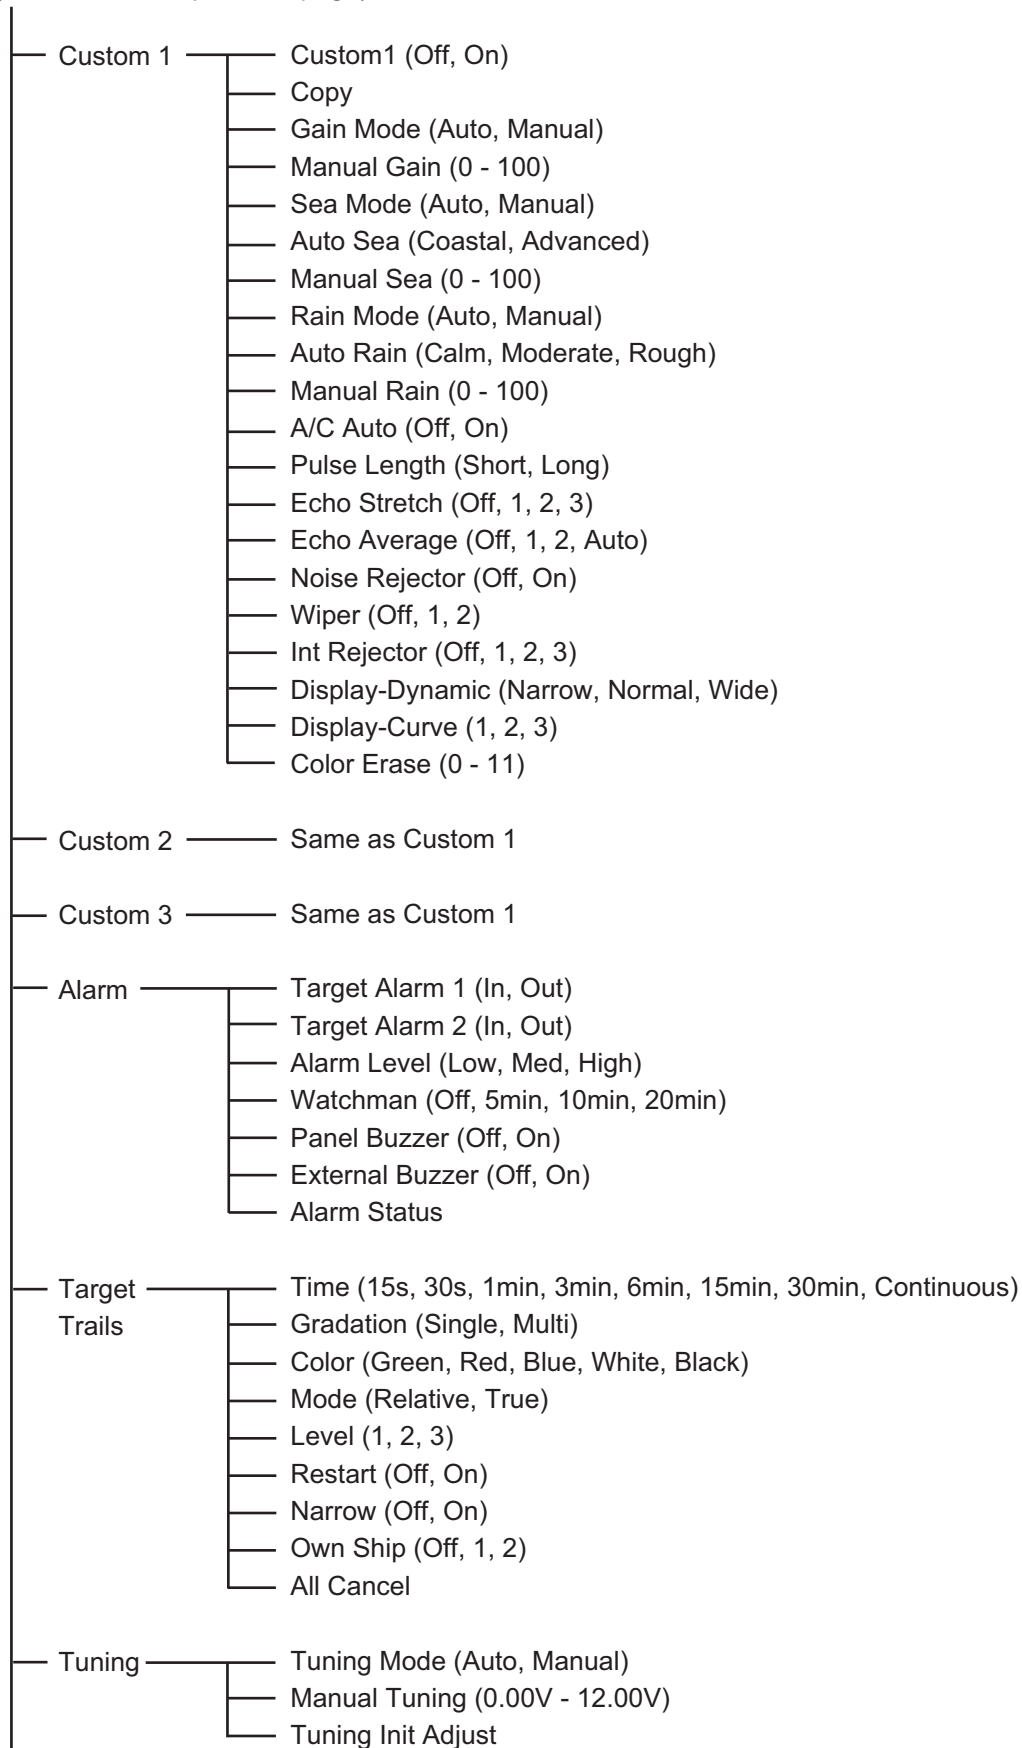 Custom 1 Custom1 (Off, On)
Copy
Gain Mode (Auto, Manual)
Manual Gain (0 - 100)
Sea Mode (Auto, Manual)
Auto Sea (Coastal, Advanced)
Manual Sea (0 - 100)
Rain Mode (Auto, Manual)
Auto Rain (Calm, Moderate, Rough)
Manual Rain (0 - 100)
A/C Auto (Off, On)
Pulse Length (Short, Long)
Echo Stretch (Off, 1, 2, 3)
Echo Average (Off, 1, 2, Auto)
Noise Rejector (Off, On)
Wiper (Off, 1, 2)
Int Rejector (Off, 1, 2, 3)
Display-Dynamic (Narrow, Normal, Wide)
Display-Curve (1, 2, 3)
Color Erase (0 - 11)
Custom 2 Same as Custom 1
Custom 3 Same as Custom 1
Alarm Target Alarm 1 (In, Out)
Target Alarm 2 (In, Out)
Alarm Level (Low, Med, High)
Watchman (Off, 5min, 10min, 20min)
Panel Buzzer (Off, On)
External Buzzer (Off, On)
Alarm Status
Target Time (15s, 30s, 1min, 3min, 6min, 15min, 30min, Continuous)
Trails Gradation (Single, Multi)
Color (Green, Red, Blue, White, Black)
Mode (Relative, True)
Level (1, 2, 3)
Restart (Off, On)
Narrow (Off, On)
Own Ship (Off, 1, 2)
All Cancel
Tuning Tuning Mode (Auto, Manual)
Manual Tuning (0.00V - 12.00V)
Tuning Init Adjust